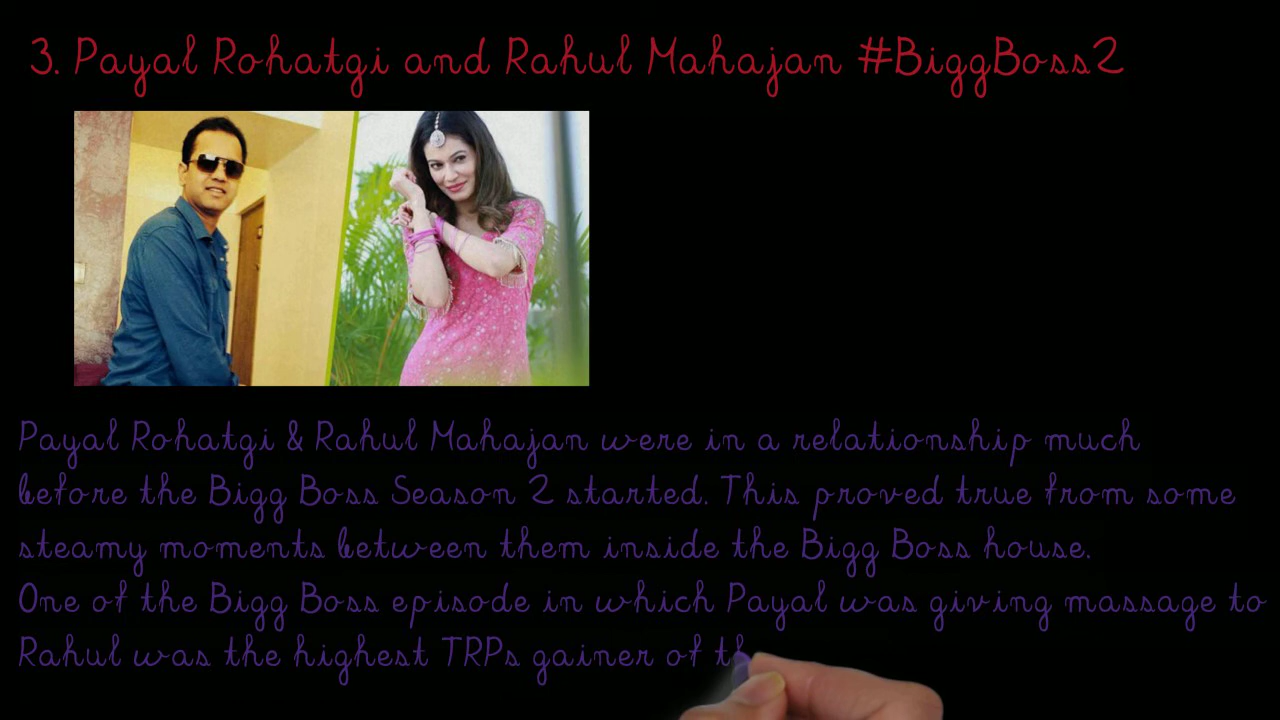 3. Payal Rohatgi and Rahul Mahajan #BiggBoss2
Payal Rohatgi & Rahul Mahajan were in a relationship much
before the Bigg Boss Season 2 started. This proved true from some
steamy moments between them inside the Bigg Boss house.
One of the Bigg Boss episode in which Payal was giving massage to
Rahul was the highest TRPs gainer of th